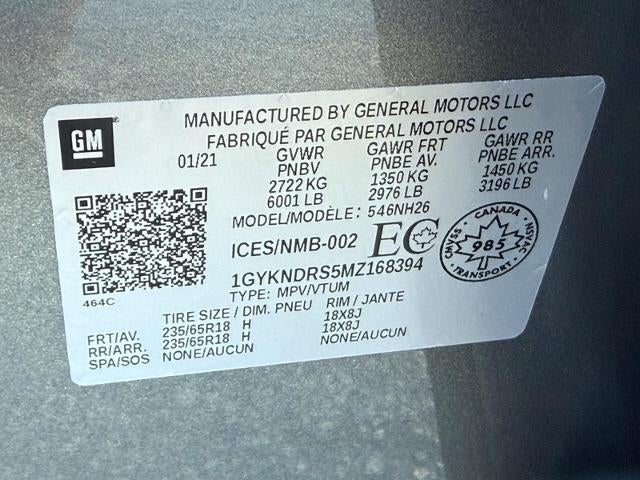 GM
MANUFACTURED BY GENERAL MOTORS LLC
FABRIQUÉ PAR GENERAL MOTORS LLC
01/21 GVWR GAWR FRT GAWR RR
PNBV PNBE AV. PNBE ARR.
2722 KG 1350 KG 1450 KG
6001 LB 2976 LB 3196 LB
MODEL/MODÈLE: 546NH26
ICES/NMB-002 EC
CANADA
CMVSS 985 NSVAC
TRANSPORT
1GYKNDRS5MZ168394
464C
TYPE: MPV/VTUM
TIRE SIZE / DIM. PNEU RIM / JANTE
FRT/AV. 235/65R18 H 18X8J
RR/ARR. 235/65R18 H 18X8J
SPA/SOS NONE/AUCUN NONE/AUCUN